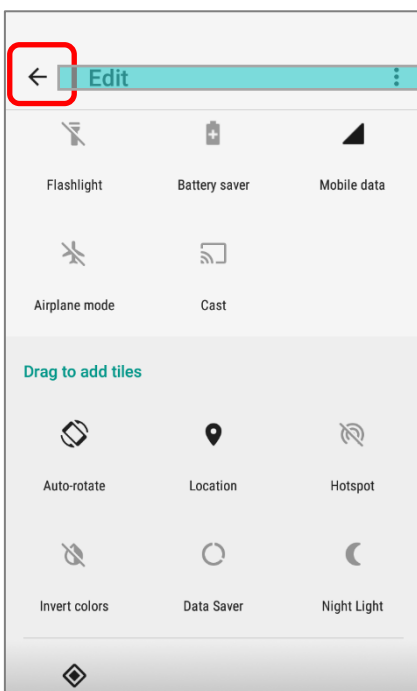 Edit
Flashlight Battery saver Mobile data
Airplane mode Cast
Drag to add tiles
Auto-rotate Location Hotspot
Invert colors Data Saver Night Light